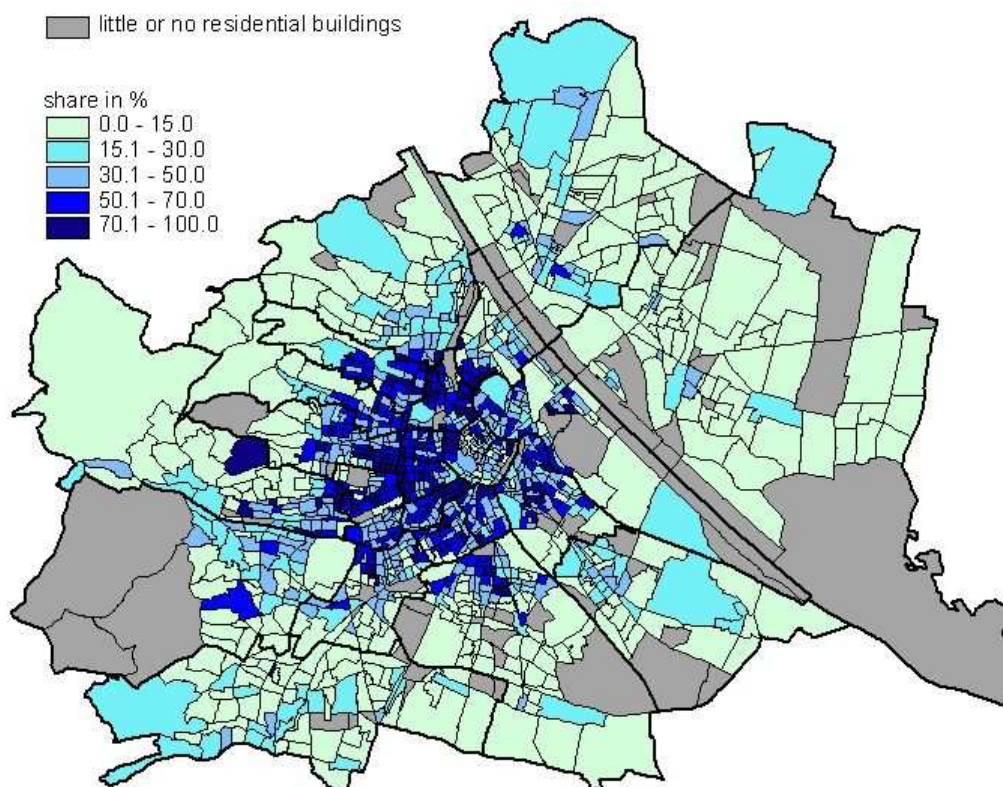 little or no residential buildings
share in %
0.0 - 15.0
15.1 - 30.0
30.1 - 50.0
50.1 - 70.0
70.1 - 100.0